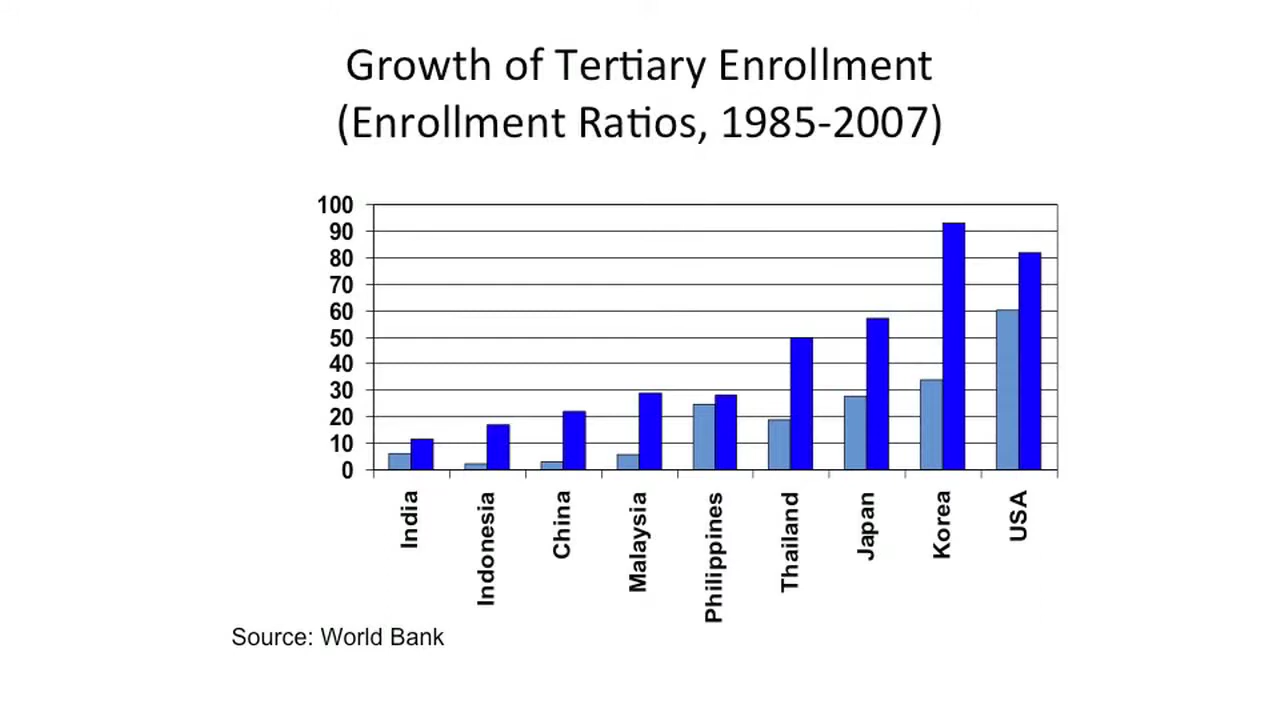 Growth of Tertiary Enrollment
(Enrollment Ratios, 1985-2007)
100
90
80
70
60
50
40
30
20
10
0
India
Indonesia
China
Malaysia
Philippines
Thailand
Japan
Korea
USA
Source: World Bank